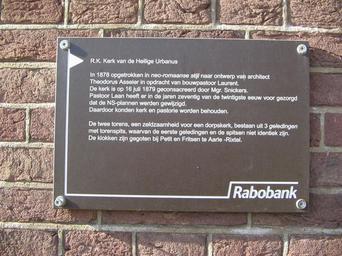 R.K. Kerk van de Heilige Urbanus
In 1878 opgetrokken in neo-romaanse stijl naar ontwerp van architect
Theodorus Asseler in opdracht van bouwpastoor Laurent.
De kerk is op 16 juli 1879 geconsacreerd door Mgr. Snickers.
Pastoor Laan heeft er in de jaren zeventig van de twintigste eeuw voor gezorgd
dat de NS-plannen werden gewijzigd.
Daardoor konden kerk en pastorie worden behouden.
De twee torens, een zeldzaamheid voor een dorpskerk, bestaan uit 3 geledingen
met torenspits, waarvan de eerste geledingen en de spitsen niet identiek zijn.
De klokken zijn gegoten bij Petit en Fritsen te Aarle -Rixtel.
Rabobank